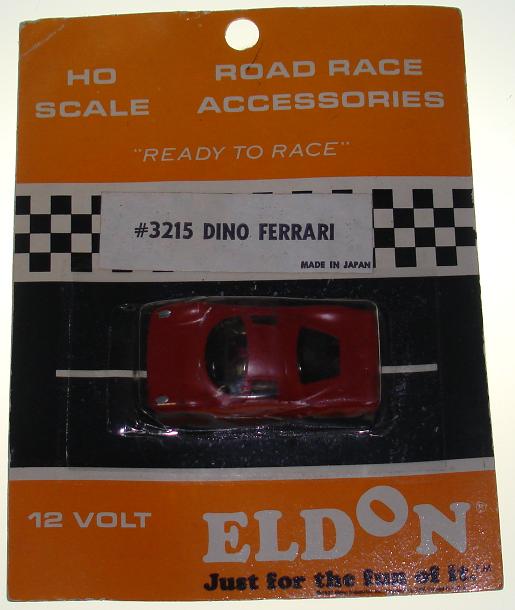 HO SCALE
ROAD RACE ACCESSORIES
"READY TO RACE"
#3215 DINO FERRARI
MADE IN JAPAN
12 VOLT
ELDON
Just for the fun of it.™